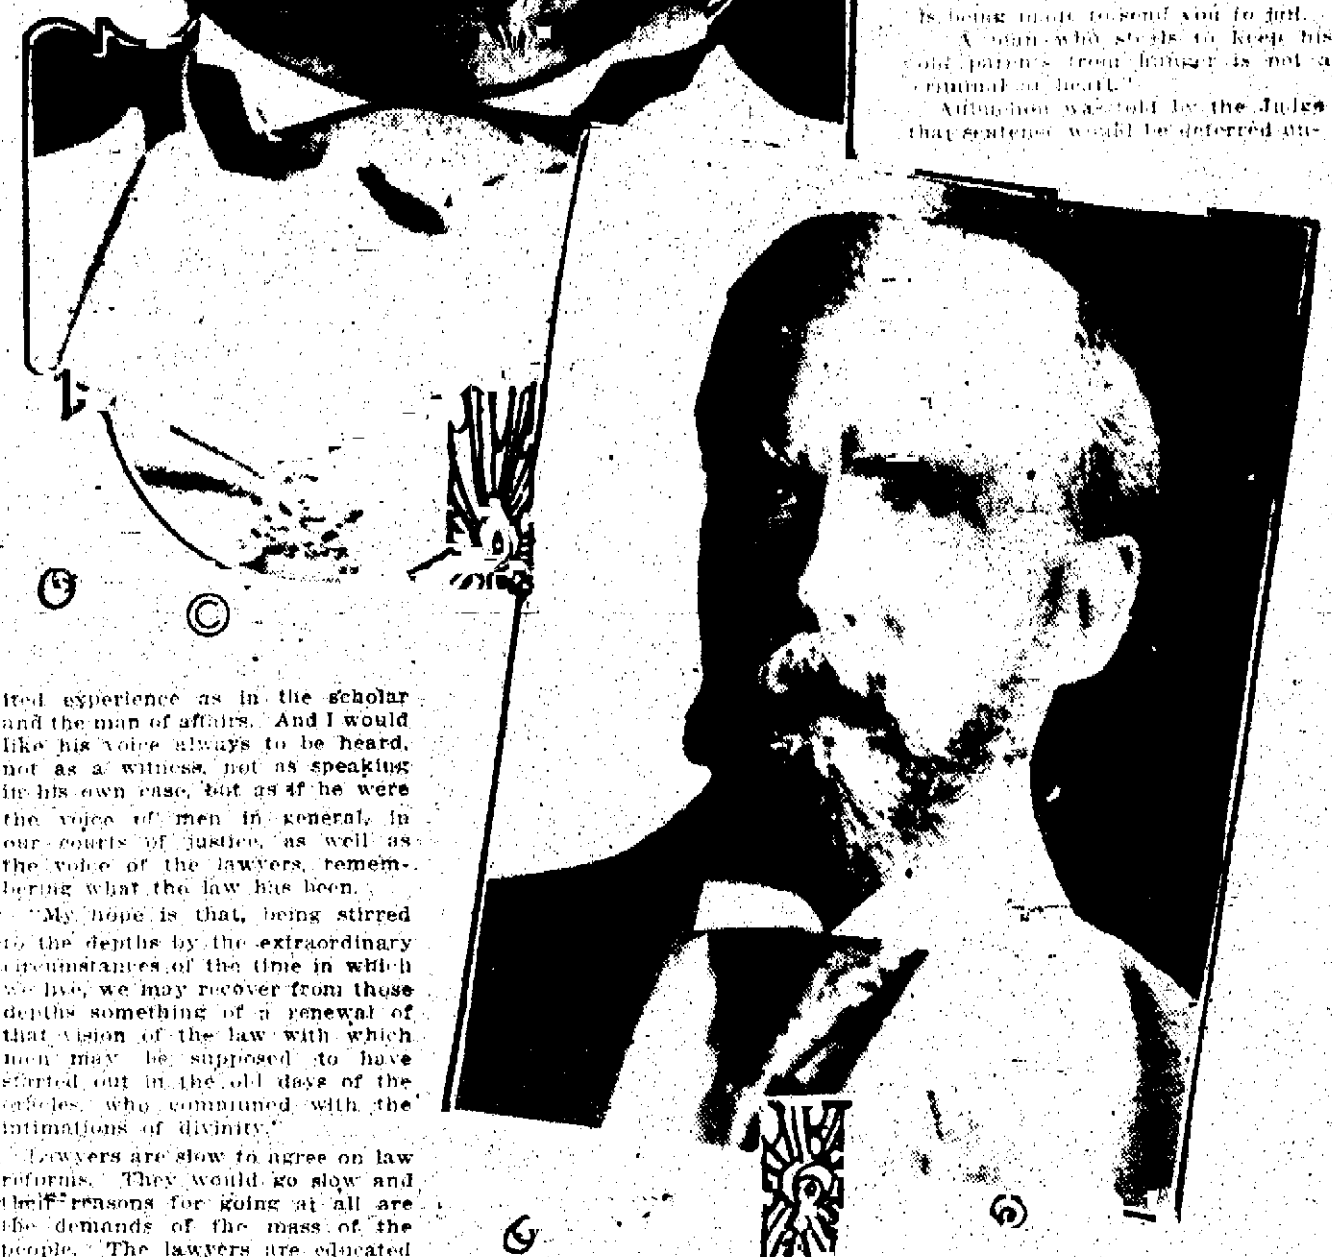 is being made to send you to jail.
"A man who steals to keep his
old parents from hunger is not a
criminal at heart."
was told by the Judge
that sentence would be deferred un-
©
ited experience as in the scholar
and the man of affairs. And I would
like his voice always to be heard,
not as a witness, not as speaking
in his own case, but as if he were
the voice of men in general, in
our courts of justice, as well as
the voice of the lawyers, remem-
bering what the law has been.
"My hope is that, being stirred
to the depths by the extraordinary
circumstances of the time in which
we live, we may recover from those
depths something of a renewal of
that vision of the law with which
men may be supposed to have
started out in the old days of the
oracles, who communed with the
intimations of divinity."
Lawyers are slow to agree on law
reforms. They would go slow and
their reasons for going at all are
the demands of the mass of the
people. The lawyers are educated